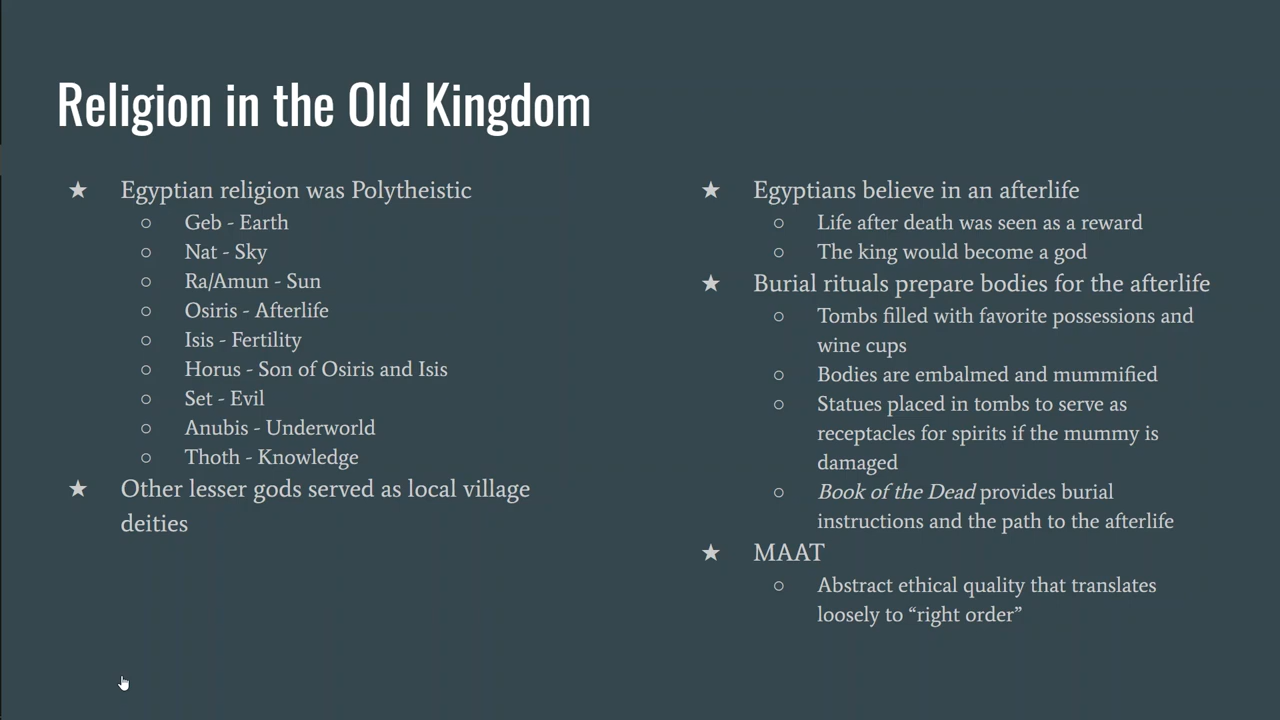 Religion in the Old Kingdom
★ Egyptian religion was Polytheistic
○ Geb - Earth
○ Nat - Sky
○ Ra/Amun - Sun
○ Osiris - Afterlife
○ Isis - Fertility
○ Horus - Son of Osiris and Isis
○ Set - Evil
○ Anubis - Underworld
○ Thoth - Knowledge
★ Other lesser gods served as local village
deities
★ Egyptians believe in an afterlife
○ Life after death was seen as a reward
○ The king would become a god
★ Burial rituals prepare bodies for the afterlife
○ Tombs filled with favorite possessions and
wine cups
○ Bodies are embalmed and mummified
○ Statues placed in tombs to serve as
receptacles for spirits if the mummy is
damaged
○ Book of the Dead provides burial
instructions and the path to the afterlife
★ MAAT
○ Abstract ethical quality that translates
loosely to “right order”